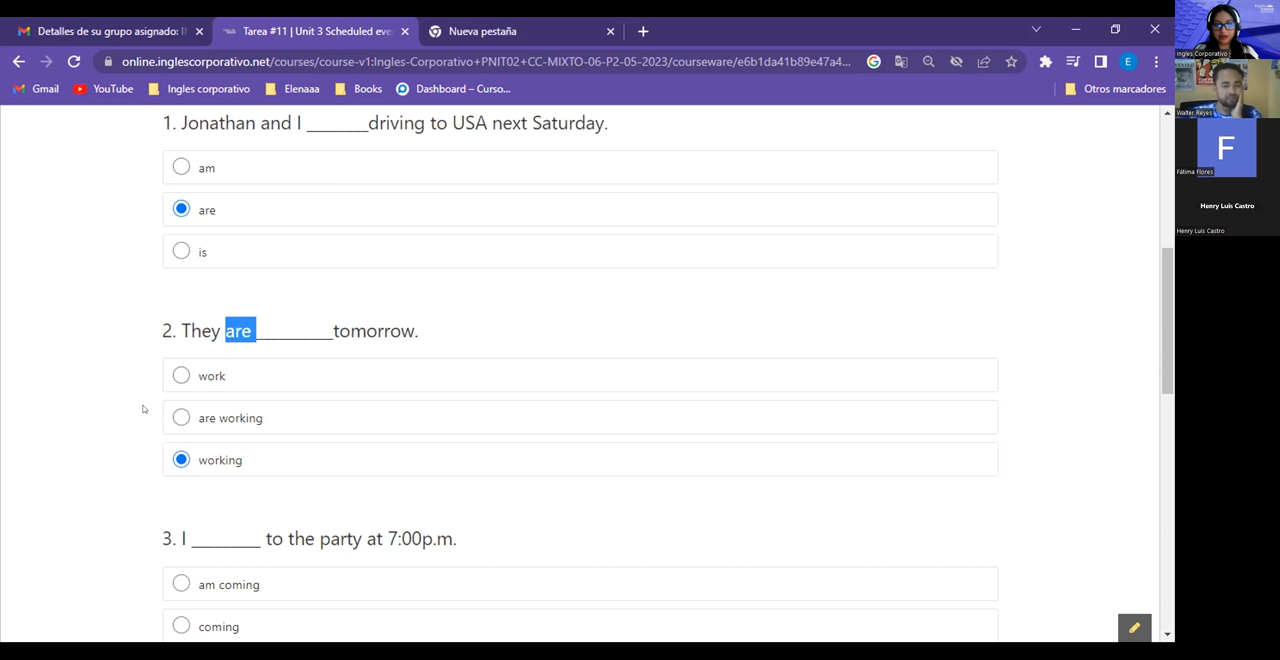 Detalles de su grupo asignado: I
Tarea #11 | Unit 3 Scheduled eve
Nueva pestaña
online.inglescorporativo.net/courses/course-v1:Ingles-Corporativo+PNIT02+CC-MIXTO-06-P2-05-2023/courseware/e6b1da41b89e47a4...
E
Gmail
YouTube
Ingles corporativo
Elenaaa
Books
Dashboard – Curso...
Otros marcadores
1. Jonathan and I _______driving to USA next Saturday.
am
are
is
2. They are _________tomorrow.
work
are working
working
3. I ________ to the party at 7:00p.m.
am coming
coming
Ingles Corporativo
Walter Reyes
F
Fátima Flores
Henry Luis Castro
Henry Luis Castro